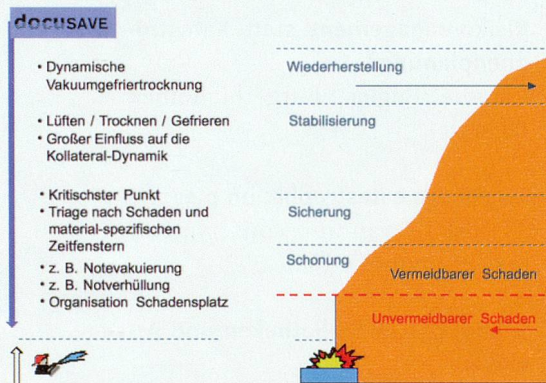 docuSAVE
• Dynamische
Vakuumgefriertrocknung
• Lüften / Trocknen / Gefrieren
• Großer Einfluss auf die
Kollateral-Dynamik
• Kritischster Punkt
• Triage nach Schaden und
material-spezifischen
Zeitfenstern
• z. B. Notevakuierung
• z. B. Notverhüllung
• Organisation Schadensplatz
Wiederherstellung
Stabilisierung
Sicherung
Schonung
Vermeidbarer Schaden
Unvermeidbarer Schaden